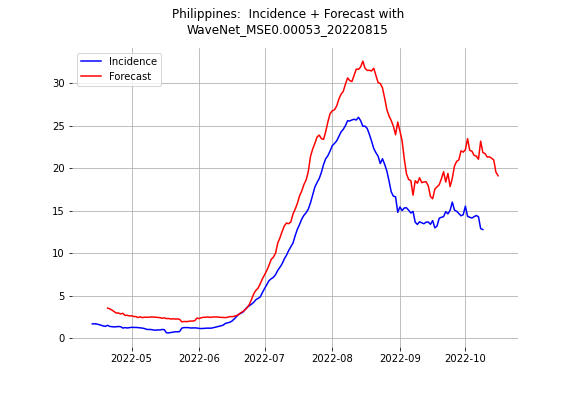 Philippines:  Incidence + Forecast with
WaveNet_MSE0.00053_20220815
Incidence
Forecast
30
25
20
15
10
5
0
2022-05 2022-06 2022-07 2022-08 2022-09 2022-10